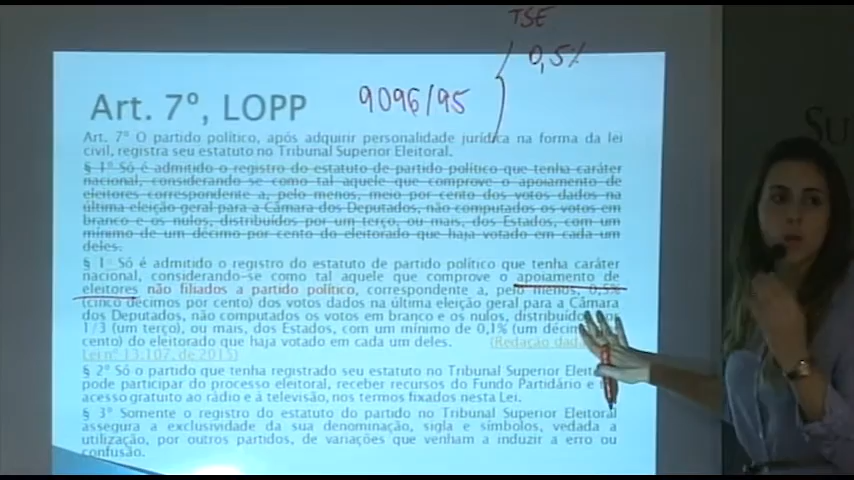 TSE
0,5%
Art. 7º, LOPP 9096/95
Art. 7º O partido político, após adquirir personalidade jurídica na forma da lei
civil, registra seu estatuto no Tribunal Superior Eleitoral.
§ 1º Só é admitido o registro do estatuto de partido político que tenha caráter
nacional, considerando-se como tal aquele que comprove o apoiamento de
eleitores correspondente a, pelo menos, meio por cento dos votos dados na
última eleição geral para a Câmara dos Deputados, não computados os votos em
branco e os nulos, distribuídos por um terço, ou mais, dos Estados, com um
mínimo de um décimo por cento do eleitorado que haja votado em cada um
deles.
§ 1º Só é admitido o registro do estatuto de partido político que tenha caráter
nacional, considerando-se como tal aquele que comprove o apoiamento de
eleitores não filiados a partido político, correspondente a, pelo menos, 0,5%
(cinco décimos por cento) dos votos dados na última eleição geral para a Câmara
dos Deputados, não computados os votos em branco e os nulos, distribuídos por
1/3 (um terço), ou mais, dos Estados, com um mínimo de 0,1% (um décimo
cento) do eleitorado que haja votado em cada um deles. (Redação dada
Lei nº 13.107, de 2015)
§ 2º Só o partido que tenha registrado seu estatuto no Tribunal Superior
pode participar do processo eleitoral, receber recursos do Fundo Partidário e
acesso gratuito ao rádio e à televisão, nos termos fixados nesta Lei.
§ 3º Somente o registro do estatuto do partido no Tribunal Superior Eleitoral
assegura a exclusividade da sua denominação, sigla e símbolos, vedada a
utilização, por outros partidos, de variações que venham a induzir a erro ou
confusão.